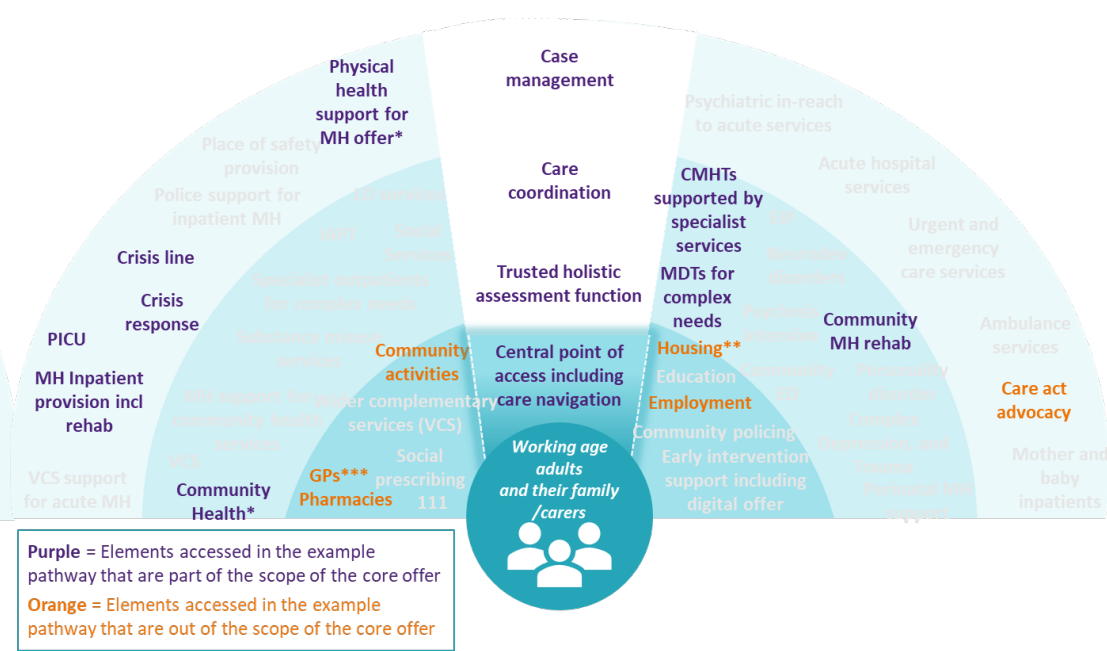 Physical
health
support for
MH offer*
Case
management
Psychiatric in-reach
to acute services
Place of safety
provision
Police support for
inpatient MH
Care
coordination
CMHTs
supported by
specialist
services
Acute hospital
services
Urgent and
emergency
care services
Crisis line
Crisis
response
PICU
MH Inpatient
provision incl
rehab
VCS support
for acute MH
Trusted holistic
assessment function
MDTs for
complex
needs
Community
MH rehab
Ambulance
services
Care act
advocacy
Mother and
baby
inpatients
Community
activities
Central point of
access including
care navigation
Housing**
Education
Employment
complementary
services (VCS)
Community policing
Social
prescribing
111
Early intervention
support including
digital offer
GPs***
Pharmacies
Community
Health*
Working age
adults
and their family
/carers
Purple = Elements accessed in the example
pathway that are part of the scope of the core offer
Orange = Elements accessed in the example
pathway that are out of the scope of the core offer